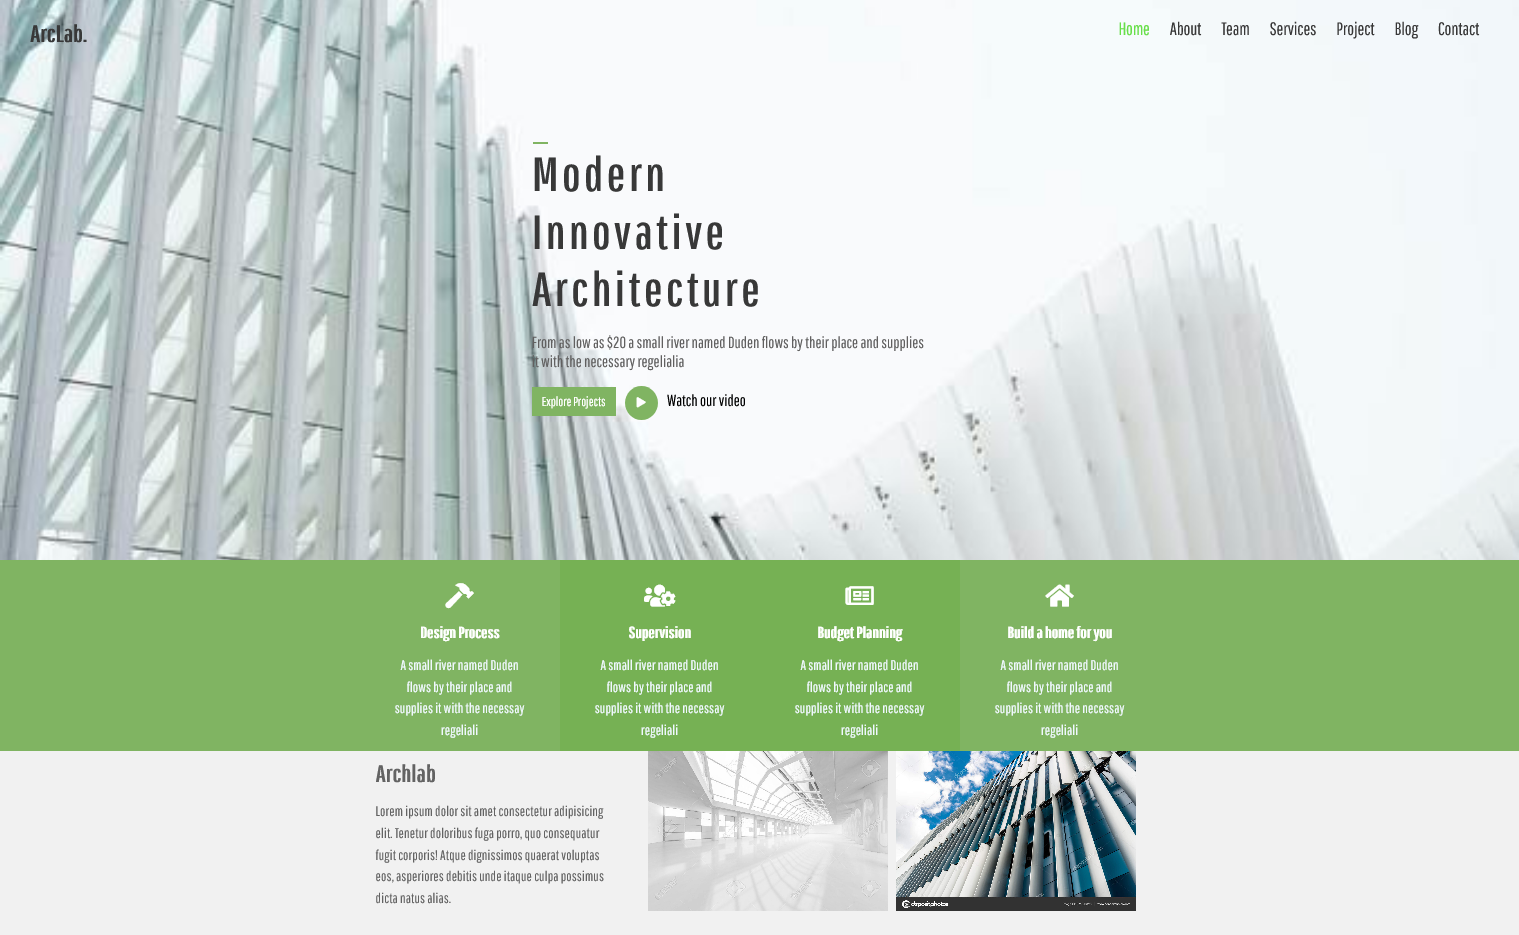 ArcLab.
Home About Team Services Project Blog Contact
Modern
Innovative
Architecture
From as low as $20 a small river named Duden flows by their place and supplies
it with the necessary regelialia
Explore Projects
Watch our video
Design Process
A small river named Duden
flows by their place and
supplies it with the necessay
regeliali
Supervision
A small river named Duden
flows by their place and
supplies it with the necessay
regeliali
Budget Planning
A small river named Duden
flows by their place and
supplies it with the necessay
regeliali
Build a home for you
A small river named Duden
flows by their place and
supplies it with the necessay
regeliali
Archlab
Lorem ipsum dolor sit amet consectetur adipisicing
elit. Tenetur doloribus fuga porro, quo consequatur
fugit corporis! Atque dignissimos quaerat voluptas
eos, asperiores debitis unde itaque culpa possimus
dicta natus alias.
depositphotos